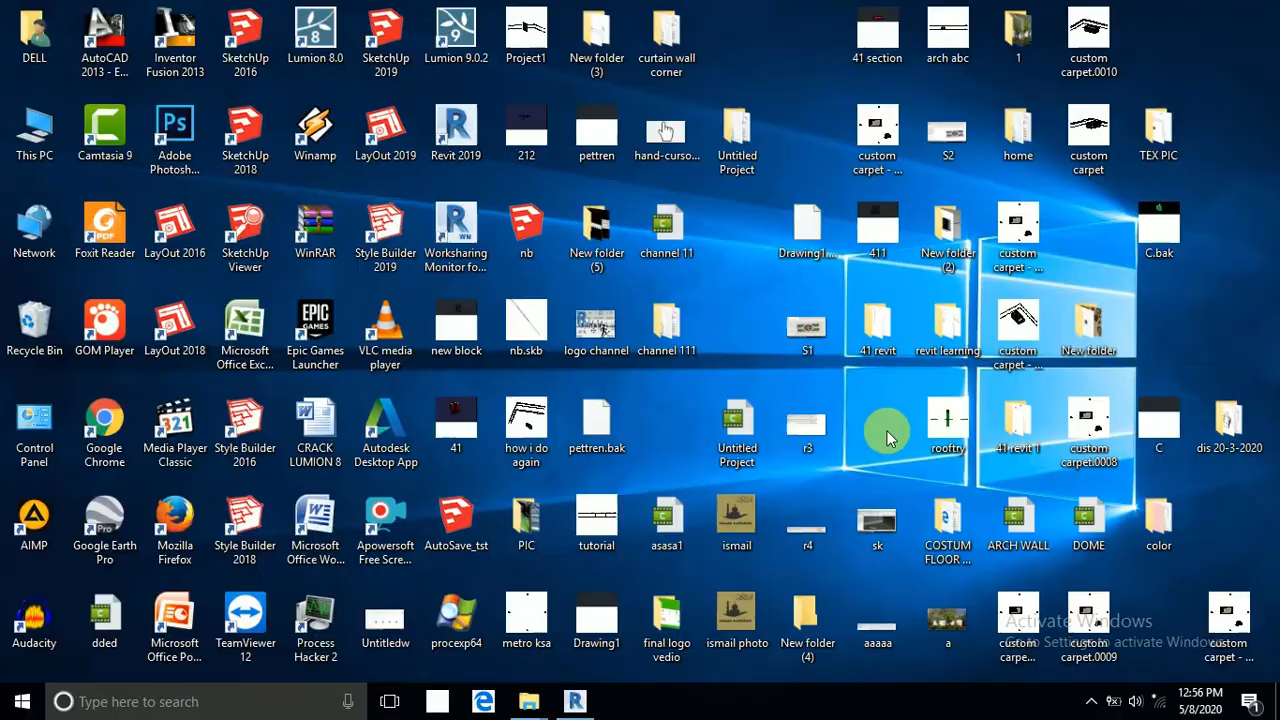 DELL
AutoCAD
2013 - E...
Inventor
Fusion 2013
SketchUp
2016
Lumion 8.0
SketchUp
2019
Lumion 9.0.2
Project1
New folder
(3)
curtain wall
corner
41 section
arch abc
1
custom
carpet.0010
This PC
Camtasia 9
Adobe
Photosh...
SketchUp
2018
Winamp
LayOut 2019
Revit 2019
212
pettren
hand-curso...
Untitled
Project
custom
carpet - ...
S2
home
custom
carpet
TEX PIC
Network
Foxit Reader
LayOut 2016
SketchUp
Viewer
WinRAR
Style Builder
2019
Worksharing
Monitor fo...
nb
New folder
(5)
channel 11
Drawing1....
411
New folder
(2)
custom
carpet - ...
C.bak
Recycle Bin
GOM Player
LayOut 2018
Microsoft
Office Exc...
Epic Games
Launcher
VLC media
player
new block
nb.skb
logo channel
channel 111
S1
41 revit
revit learning
custom
carpet - ...
New folder
Control
Panel
Google
Chrome
Media Player
Classic
Style Builder
2016
CRACK
LUMION 8
Autodesk
Desktop App
41
how i do
again
pettren.bak
Untitled
Project
r3
rooftry
41 revit 1
custom
carpet.0008
C
dis 20-3-2020
AIMP
Google Earth
Pro
Mozilla
Firefox
Style Builder
2018
Microsoft
Office Wo...
Apowersoft
Free Scre...
AutoSave_tst
PIC
tutorial
asasa1
ismail
r4
sk
COSTUM
FLOOR ...
ARCH WALL
DOME
color
Audacity
dded
Microsoft
Office Po...
TeamViewer
12
Process
Hacker 2
Untitledw
procexp64
metro ksa
Drawing1
final logo
vedio
ismail photo
New folder
(4)
aaaaa
a
custom
carpe...
custom
carpet.0009
custom
carpet - ...
Activate Windows
Go to Settings to activate Windows.
Type here to search
12:56 PM
5/8/2020